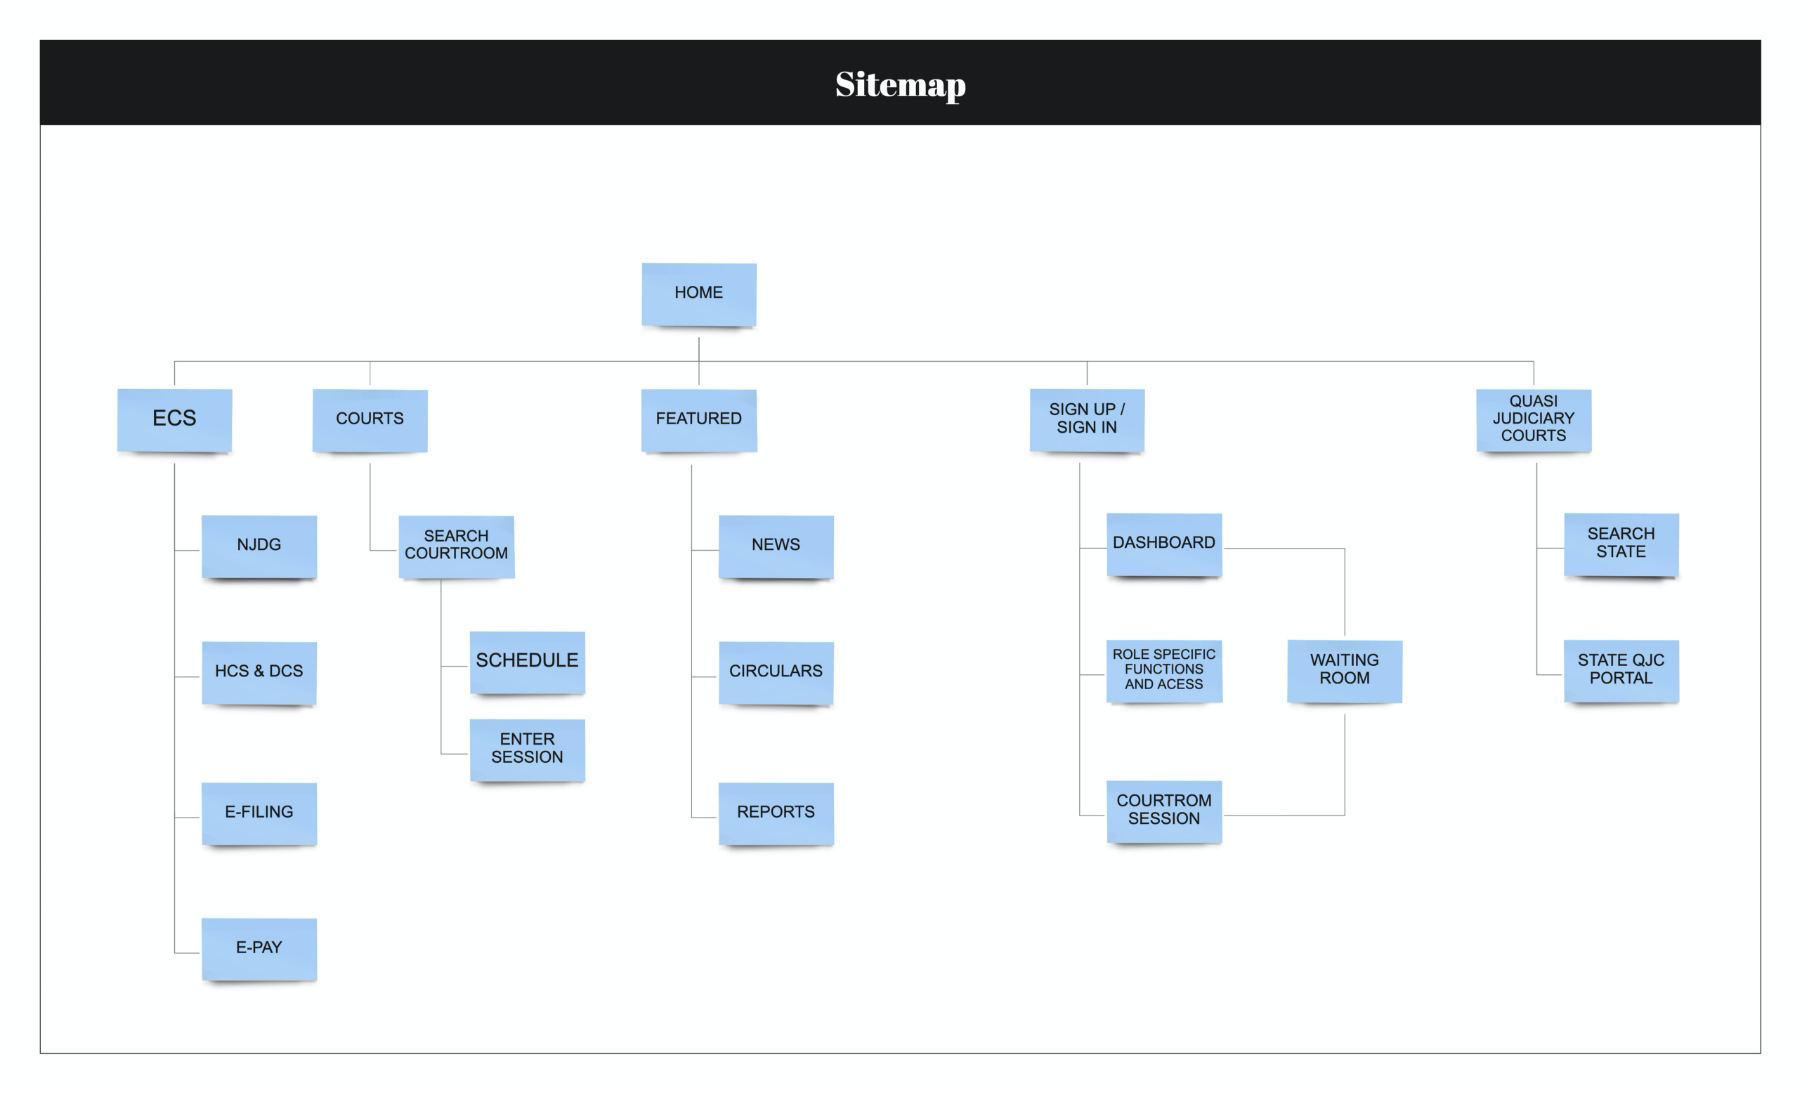 Sitemap
HOME
ECS
COURTS
FEATURED
SIGN UP /
SIGN IN
QUASI
JUDICIARY
COURTS
NJDG
HCS & DCS
E-FILING
E-PAY
SEARCH
COURTROOM
SCHEDULE
ENTER
SESSION
NEWS
CIRCULARS
REPORTS
DASHBOARD
ROLE SPECIFIC
FUNCTIONS
AND ACESS
COURTROM
SESSION
WAITING
ROOM
SEARCH
STATE
STATE QJC
PORTAL